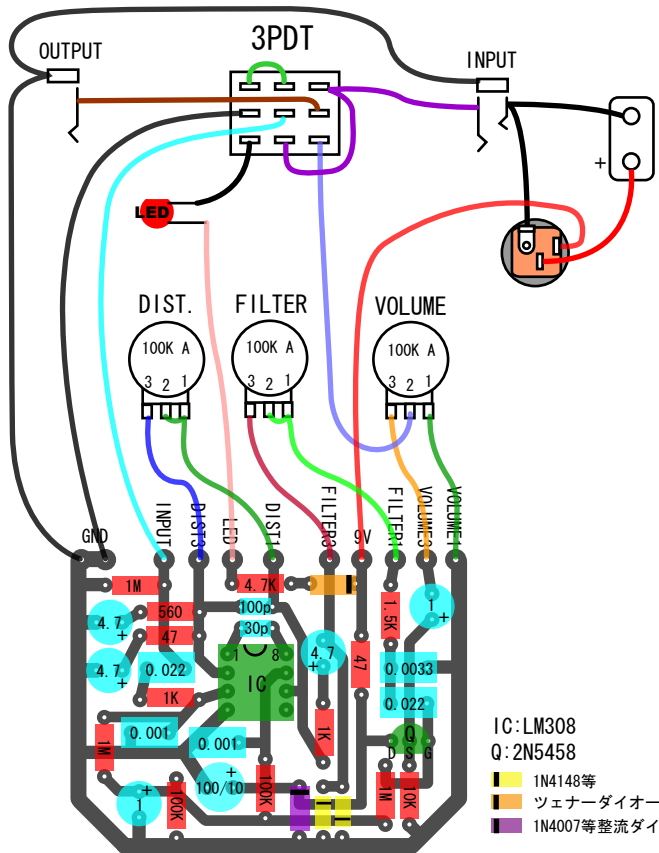 3PDT
OUTPUT
INPUT
+
LED
DIST.
FILTER
VOLUME
100K A
100K A
100K A
3 2 1
3 2 1
3 2 1
GND
INPUT
DIST3
LED
DIST1
FILTER3
9V
FILTER1
VOLUME3
VOLUME1
1M
4.7K
560
100p
1
+
4.7
+
47
30p
1.5K
4.7
+
0.022
1 8
4.7
+
47
0.0033
1K
IC
0.022
0.001
0.001
1K
Q
D S G
1M
+
100/10
1
+
100K
100K
1M
10K
IC:LM308
Q:2N5458
1N4148等
ツェナーダイオー
1N4007等整流ダイ